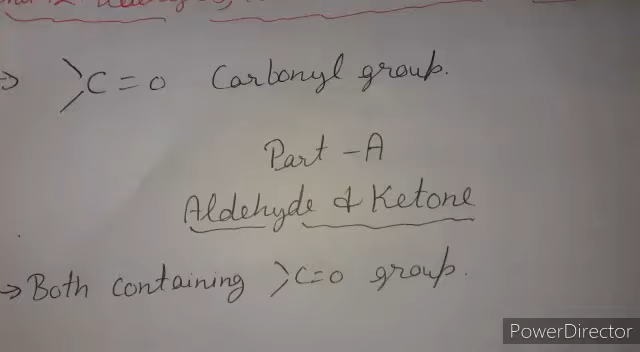 → >C=O Carbonyl group.
Part -A
Aldehyde & Ketone
→ Both containing >C=O group.
PowerDirector